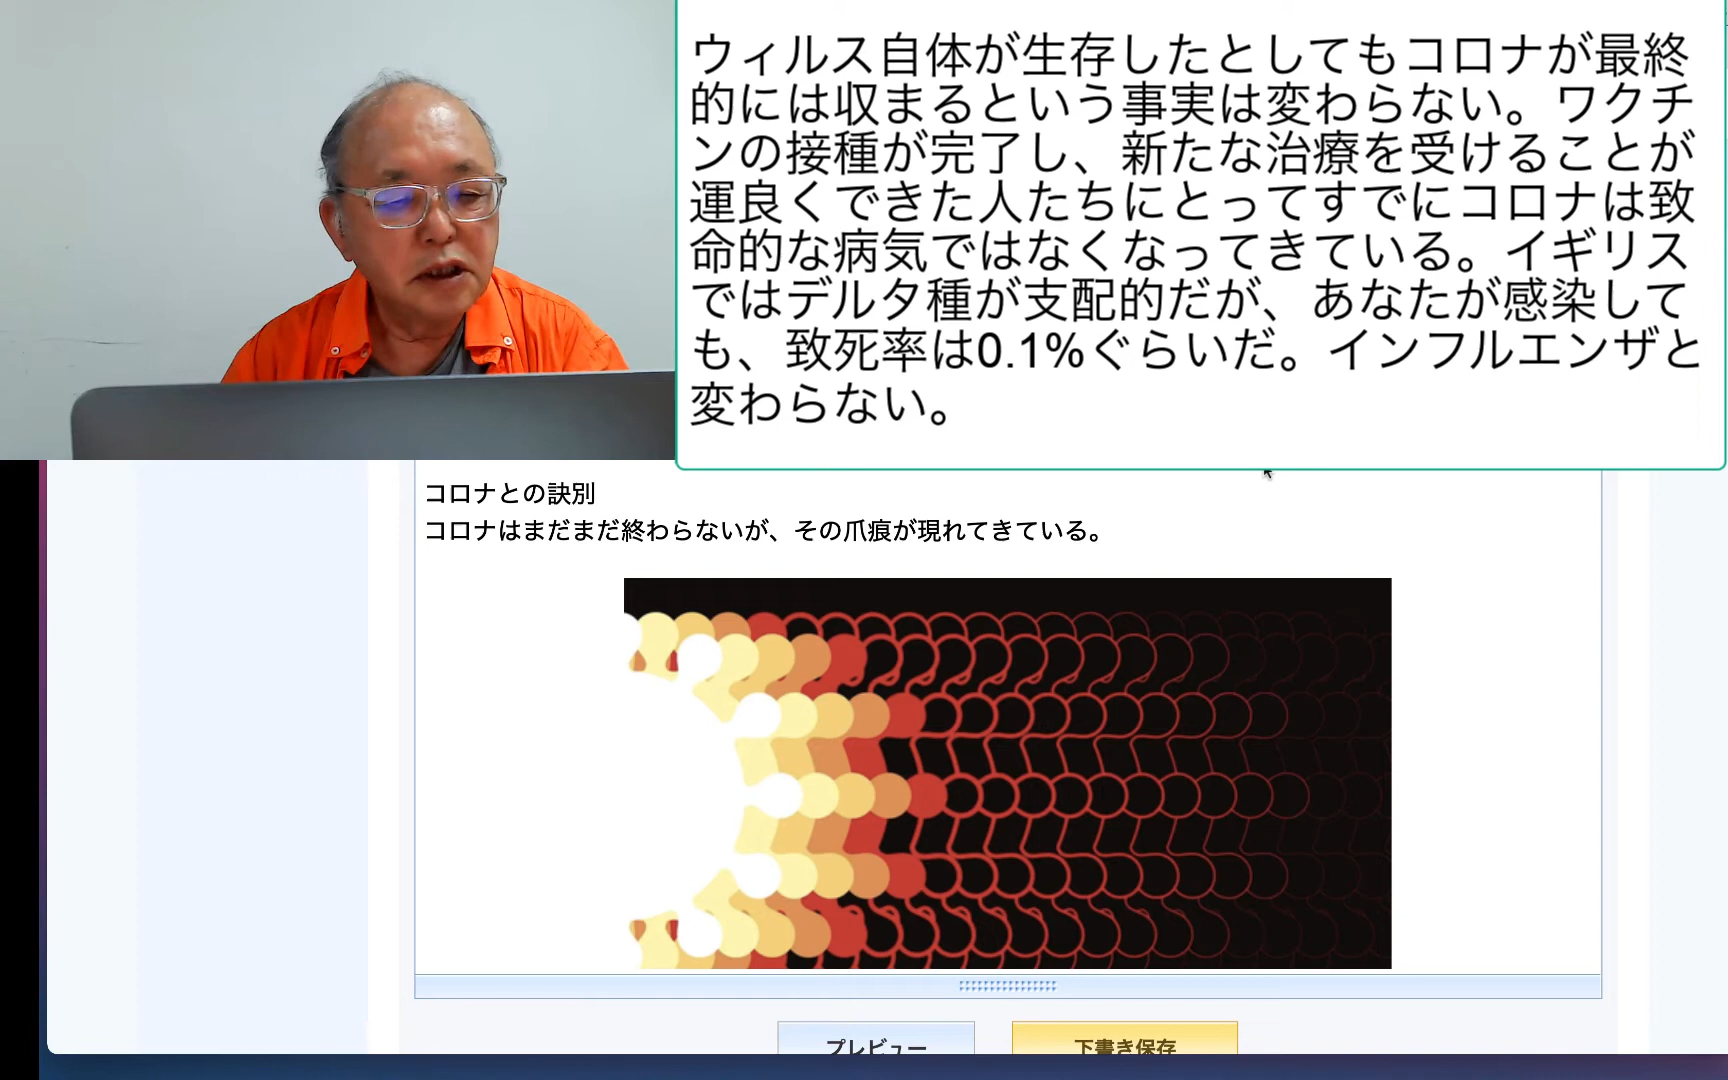 ウィルス自体が生存したとしてもコロナが最終
的には収まるという事実は変わらない。ワクチ
ンの接種が完了し、新たな治療を受けることが
運良くできた人たちにとってすでにコロナは致
命的な病気ではなくなってきている。イギリス
ではデルタ種が支配的だが、あなたが感染して
も、致死率は0.1%ぐらいだ。インフルエンザと
変わらない。
コロナとの訣別
コロナはまだまだ終わらないが、その爪痕が現れてきている。
プレビュー
下書き保存